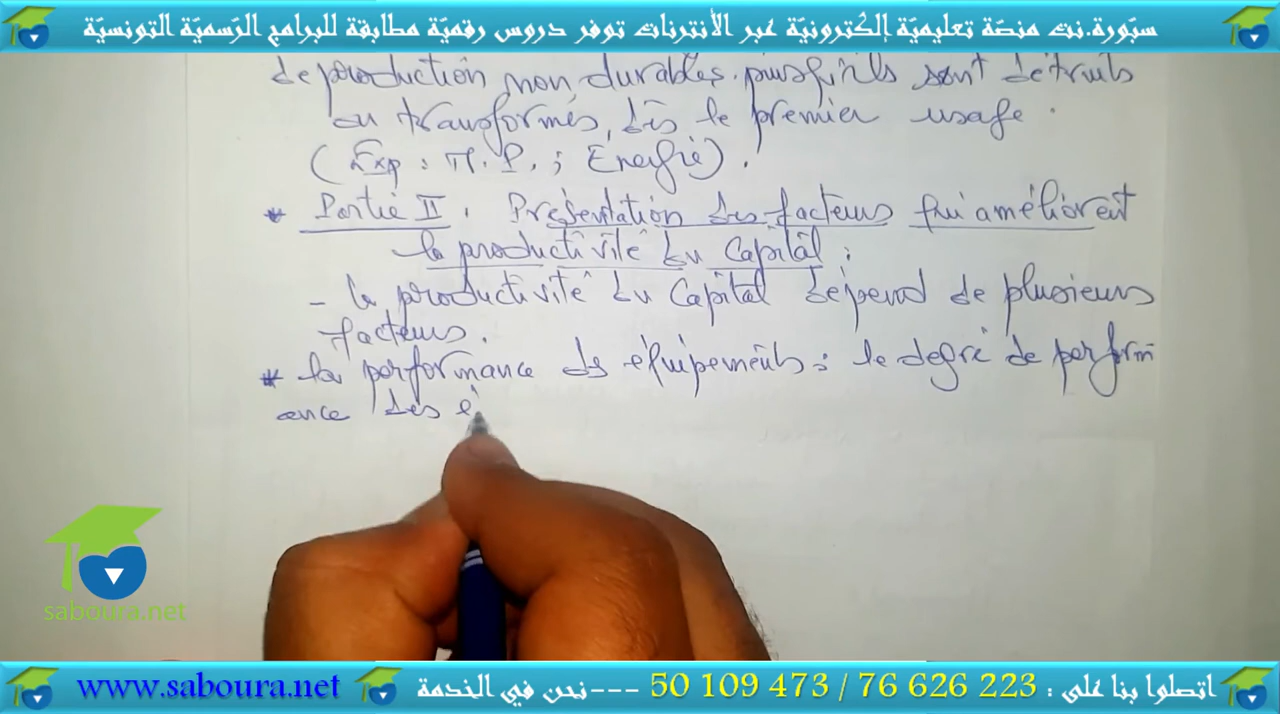 سبّورة.نت منصّة تعليميّة إلكترونيّة عبر الأنترنات توفر دروس رقميّة مطابقة للبرامج الرّسميّة التونسيّة
de production non durables. puisqu'ils sont détruits
ou transformés, dès le premier usage.
(Exp : M.P. ; Energie).
* Partie II. Présentation des facteurs qui améliorent
la productivité du Capital :
- la productivité du Capital dépend de plusieurs
facteurs.
* la performance des équipements : le degré de perform
ance des é
saboura.net
www.saboura.net اتصلوا بنا على : 223 626 76 / 473 109 50 ---نحن في الخدمة